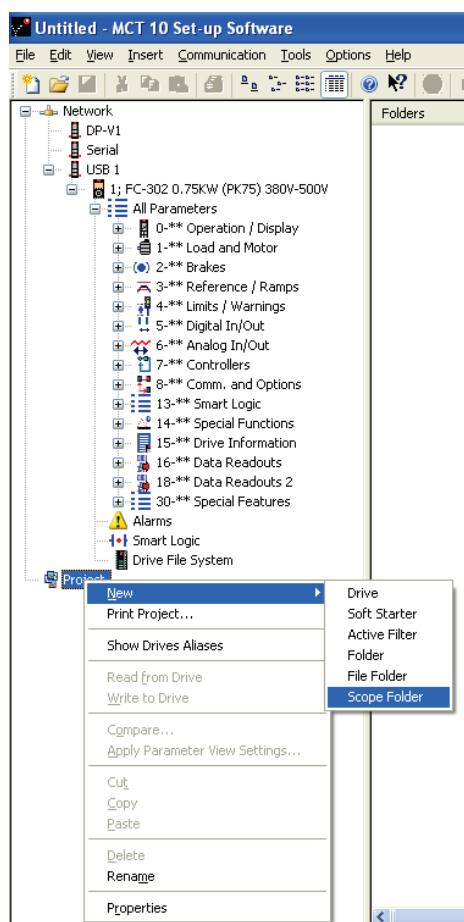 Untitled - MCT 10 Set-up Software
File Edit View Insert Communication Tools Options Help
Network
Folders
DP-V1
Serial
USB 1
1; FC-302 0.75KW (PK75) 380V-500V
All Parameters
0-** Operation / Display
1-** Load and Motor
2-** Brakes
3-** Reference / Ramps
4-** Limits / Warnings
5-** Digital In/Out
6-** Analog In/Out
7-** Controllers
8-** Comm. and Options
13-** Smart Logic
14-** Special Functions
15-** Drive Information
16-** Data Readouts
18-** Data Readouts 2
30-** Special Features
Alarms
Smart Logic
Drive File System
Project
New
Print Project...
Show Drives Aliases
Read from Drive
Write to Drive
Compare...
Apply Parameter View Settings...
Cut
Copy
Paste
Delete
Rename
Properties
Drive
Soft Starter
Active Filter
Folder
File Folder
Scope Folder